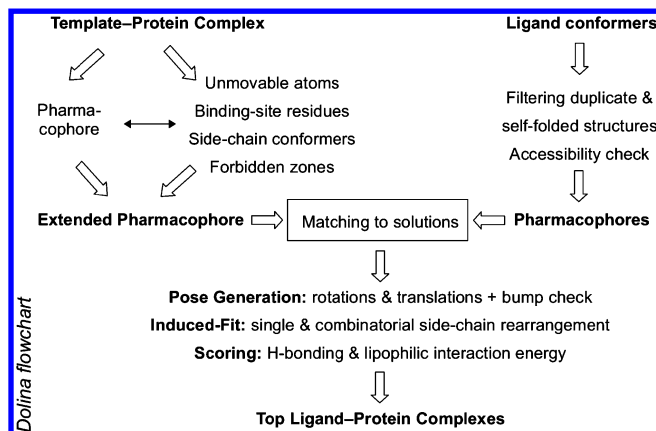 Template–Protein Complex
Pharma-
cophore
Unmovable atoms
Binding-site residues
Side-chain conformers
Forbidden zones
Extended Pharmacophore
Ligand conformers
Filtering duplicate &
self-folded structures
Accessibility check
Pharmacophores
Matching to solutions
Pose Generation: rotations & translations + bump check
Induced-Fit: single & combinatorial side-chain rearrangement
Scoring: H-bonding & lipophilic interaction energy
Top Ligand–Protein Complexes
Dolina flowchart